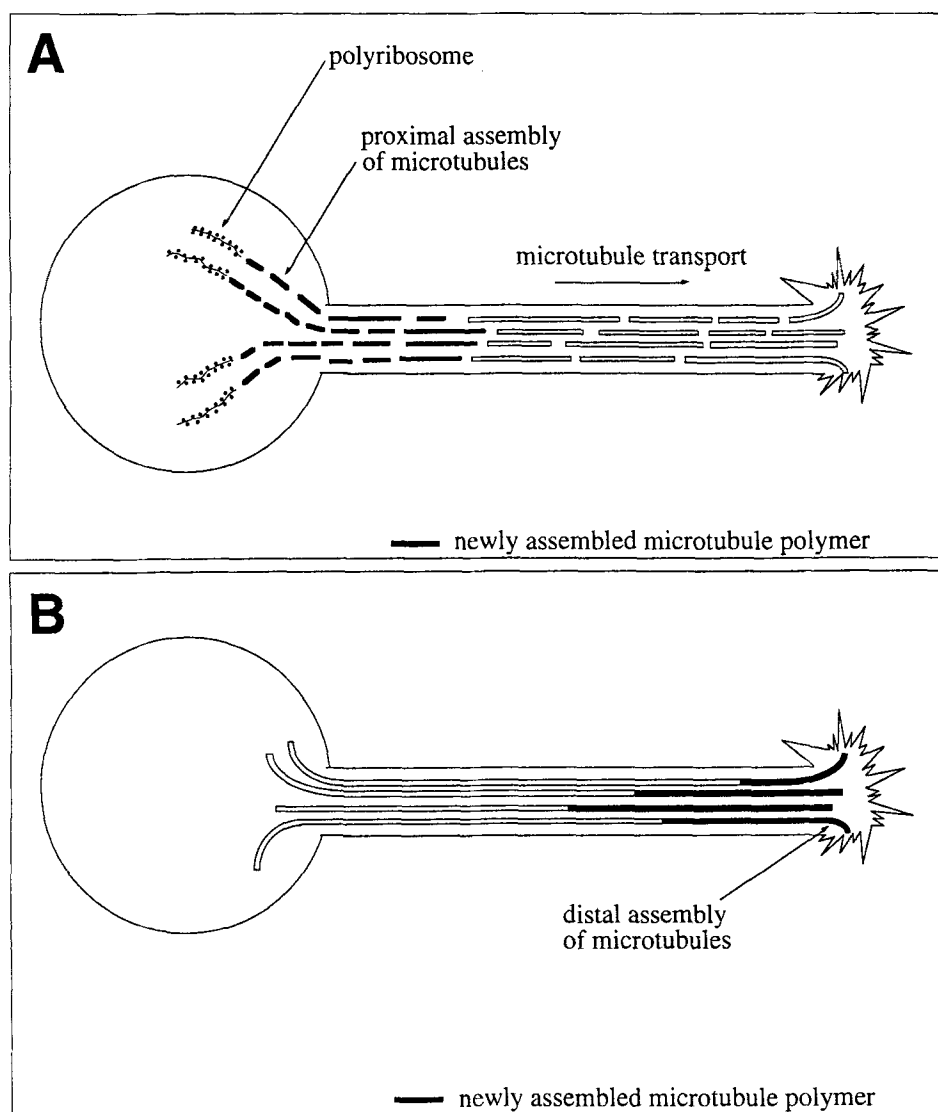 A
polyribosome
proximal assembly
of microtubules
microtubule transport
newly assembled microtubule polymer
B
distal assembly
of microtubules
newly assembled microtubule polymer